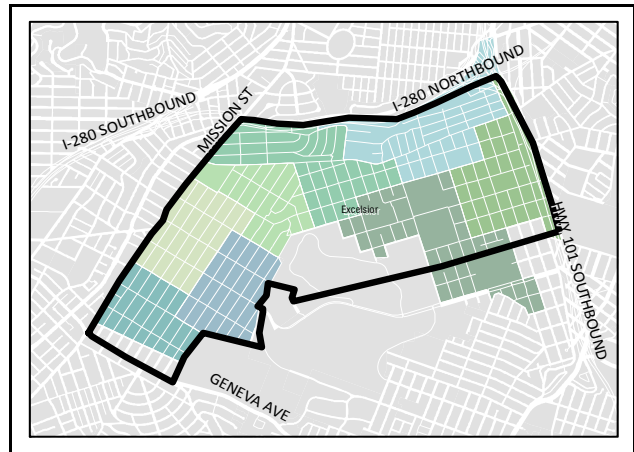 I-280 NORTHBOUND
I-280 SOUTHBOUND
MISSION ST
Excelsior
HWY 101 SOUTHBOUND
GENEVA AVE